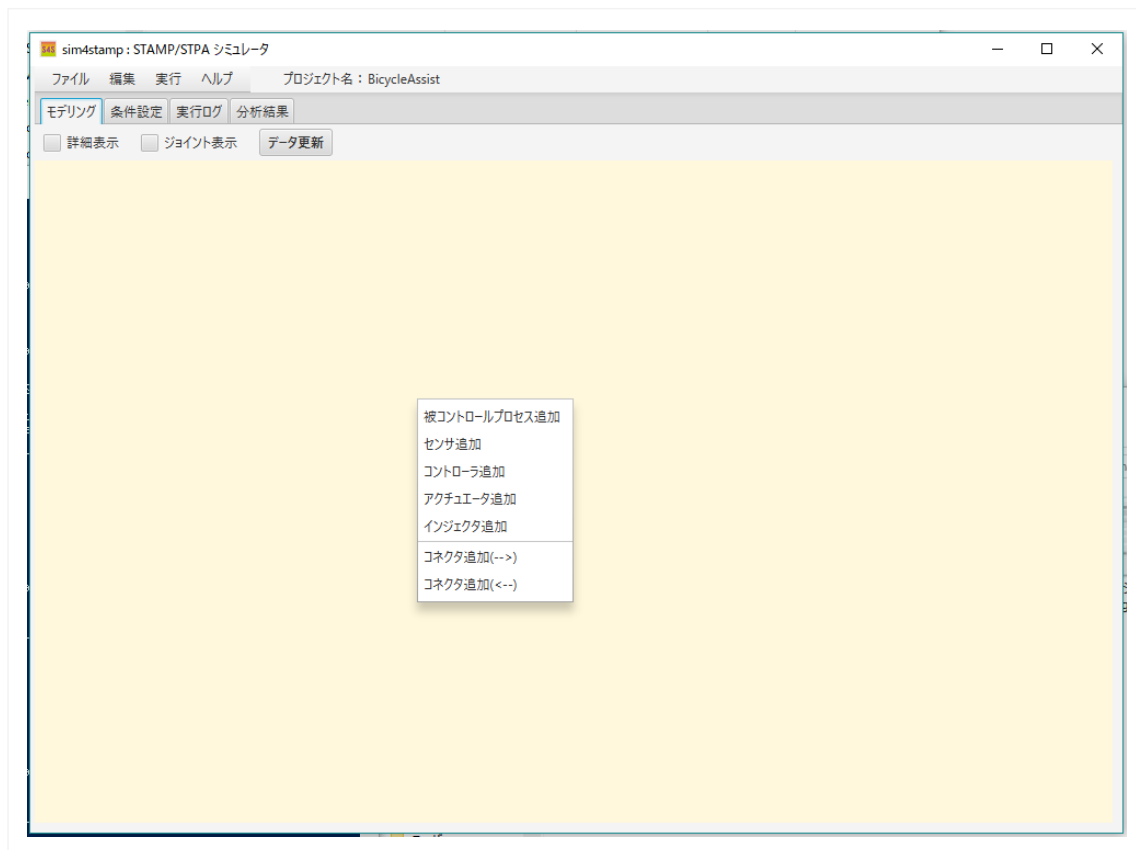 S4S sim4stamp : STAMP/STPA シミュレータ
ファイル 編集 実行 ヘルプ プロジェクト名：BicycleAssist
モデリング 条件設定 実行ログ 分析結果
詳細表示 ジョイント表示 データ更新
被コントロールプロセス追加
センサ追加
コントローラ追加
アクチュエータ追加
インジェクタ追加
コネクタ追加(-->)
コネクタ追加(<--)